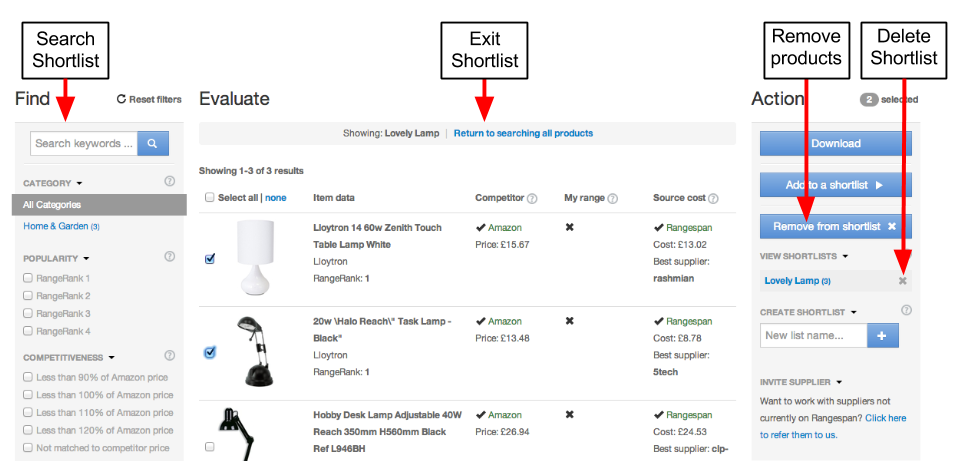 Search
Shortlist
Exit
Shortlist
Remove
products
Delete
Shortlist
Find
Reset filters
Evaluate
Action
2 selected
Search keywords ...
CATEGORY
All Categories
Home & Garden (3)
POPULARITY
RangeRank 1
RangeRank 2
RangeRank 3
RangeRank 4
COMPETITIVENESS
Less than 90% of Amazon price
Less than 100% of Amazon price
Less than 110% of Amazon price
Less than 120% of Amazon price
Not matched to competitor price
Showing: Lovely Lamp | Return to searching all products
Showing 1-3 of 3 results
Select all | none Item data Competitor My range Source cost
Lloytron 14 60w Zenith Touch
Table Lamp White
Lloytron
RangeRank: 1
Amazon
Price: £15.67
Rangespan
Cost: £13.02
Best supplier:
rashmian
20w \Halo Reach\" Task Lamp -
Black"
Lloytron
RangeRank: 1
Amazon
Price: £13.48
Rangespan
Cost: £8.78
Best supplier:
5tech
Hobby Desk Lamp Adjustable 40W
Reach 350mm H560mm Black
Ref L946BH
Amazon
Price: £26.94
Rangespan
Cost: £24.53
Best supplier: clp-
Download
Add to a shortlist
Remove from shortlist
VIEW SHORTLISTS
Lovely Lamp (3)
CREATE SHORTLIST
New list name...
INVITE SUPPLIER
Want to work with suppliers not
currently on Rangespan? Click here
to refer them to us.